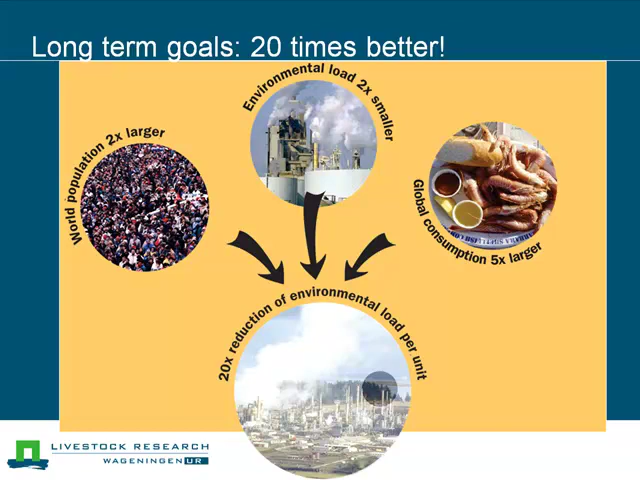 Long term goals: 20 times better!
Environmental load 2x smaller
World population 2x larger
Global consumption 5x larger
20x reduction of environmental load per unit
LIVESTOCK RESEARCH
WAGENINGEN UR